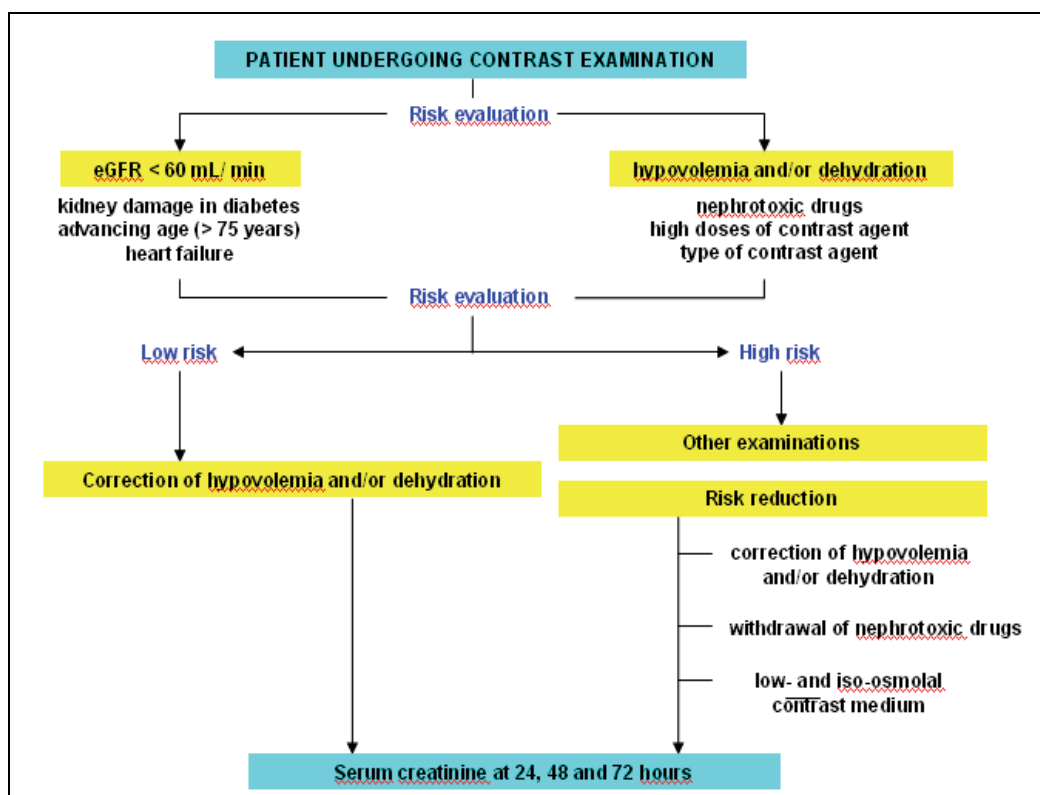 PATIENT UNDERGOING CONTRAST EXAMINATION
Risk evaluation
eGFR < 60 mL/ min
kidney damage in diabetes
advancing age (> 75 years)
heart failure
hypovolemia and/or dehydration
nephrotoxic drugs
high doses of contrast agent
type of contrast agent
Risk evaluation
Low risk
High risk
Other examinations
Correction of hypovolemia and/or dehydration
Risk reduction
correction of hypovolemia
and/or dehydration
withdrawal of nephrotoxic drugs
low- and iso-osmolal
contrast medium
Serum creatinine at 24, 48 and 72 hours